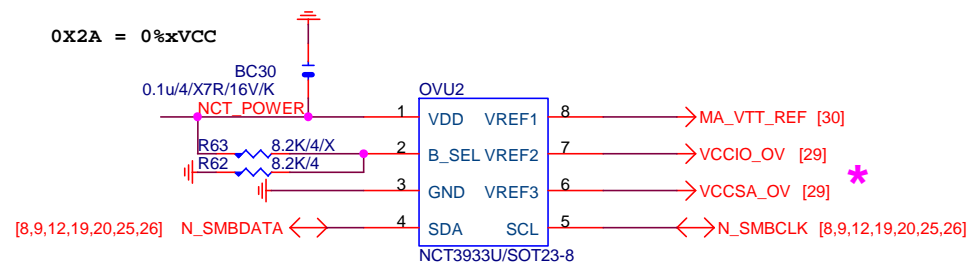 0X2A = 0%xVCC
BC30
0.1u/4/X7R/16V/K
OVU2
NCT_POWER 1 VDD VREF1 8 MA_VTT_REF [30]
R63 8.2K/4/X 2 B_SEL VREF2 7 VCCIO_OV [29]
R62 8.2K/4
3 GND VREF3 6 VCCSA_OV [29] *
[8,9,12,19,20,25,26] N_SMBDATA 4 SDA SCL 5 N_SMBCLK [8,9,12,19,20,25,26]
NCT3933U/SOT23-8